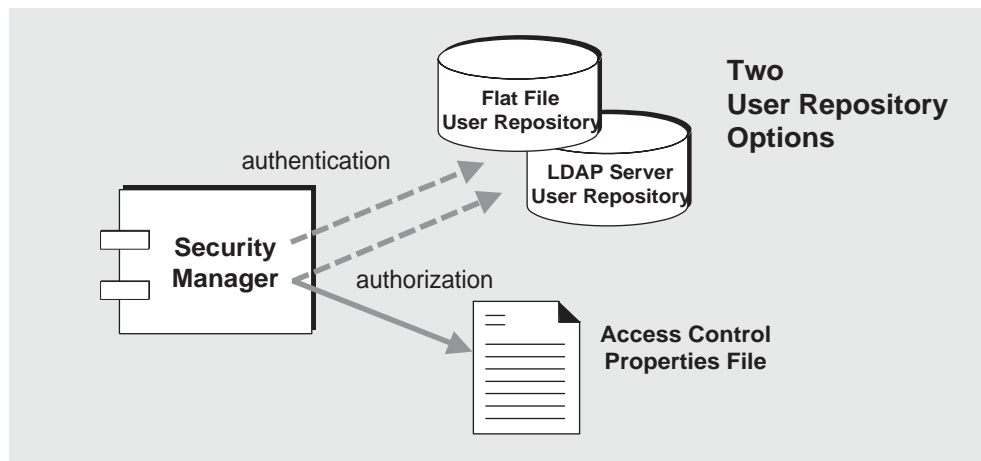 Two
User Repository
Options
Flat File
User Repository
LDAP Server
User Repository
authentication
Security
Manager
authorization
Access Control
Properties File